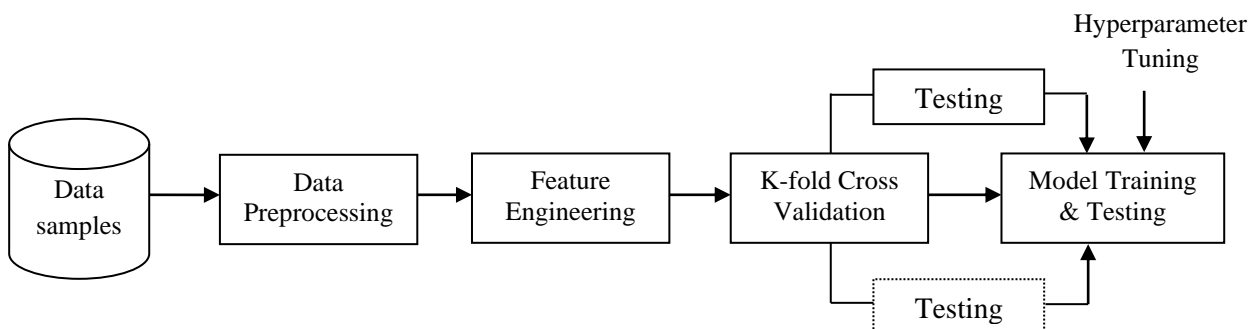 Hyperparameter
Tuning
Testing
Data
samples
Data
Preprocessing
Feature
Engineering
K-fold Cross
Validation
Model Training
& Testing
Testing